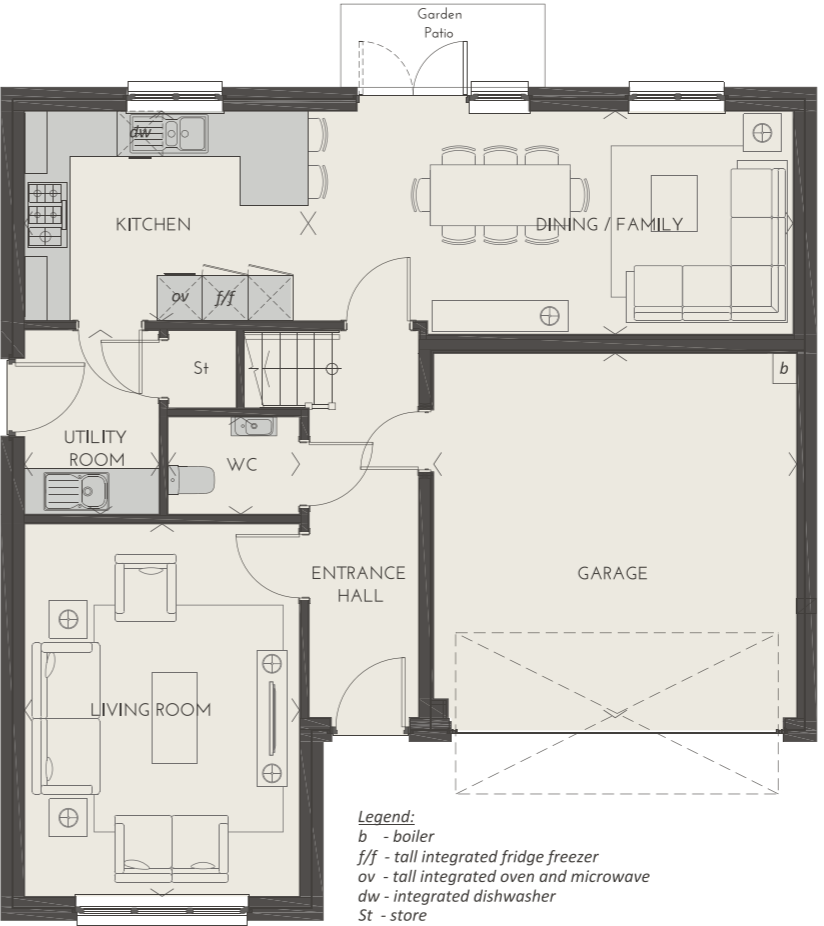 Garden
Patio
dw
KITCHEN
DINING / FAMILY
ov
f/f
St
b
UTILITY
ROOM
WC
ENTRANCE
HALL
GARAGE
LIVING ROOM
Legend:
b - boiler
f/f - tall integrated fridge freezer
ov - tall integrated oven and microwave
dw - integrated dishwasher
St - store